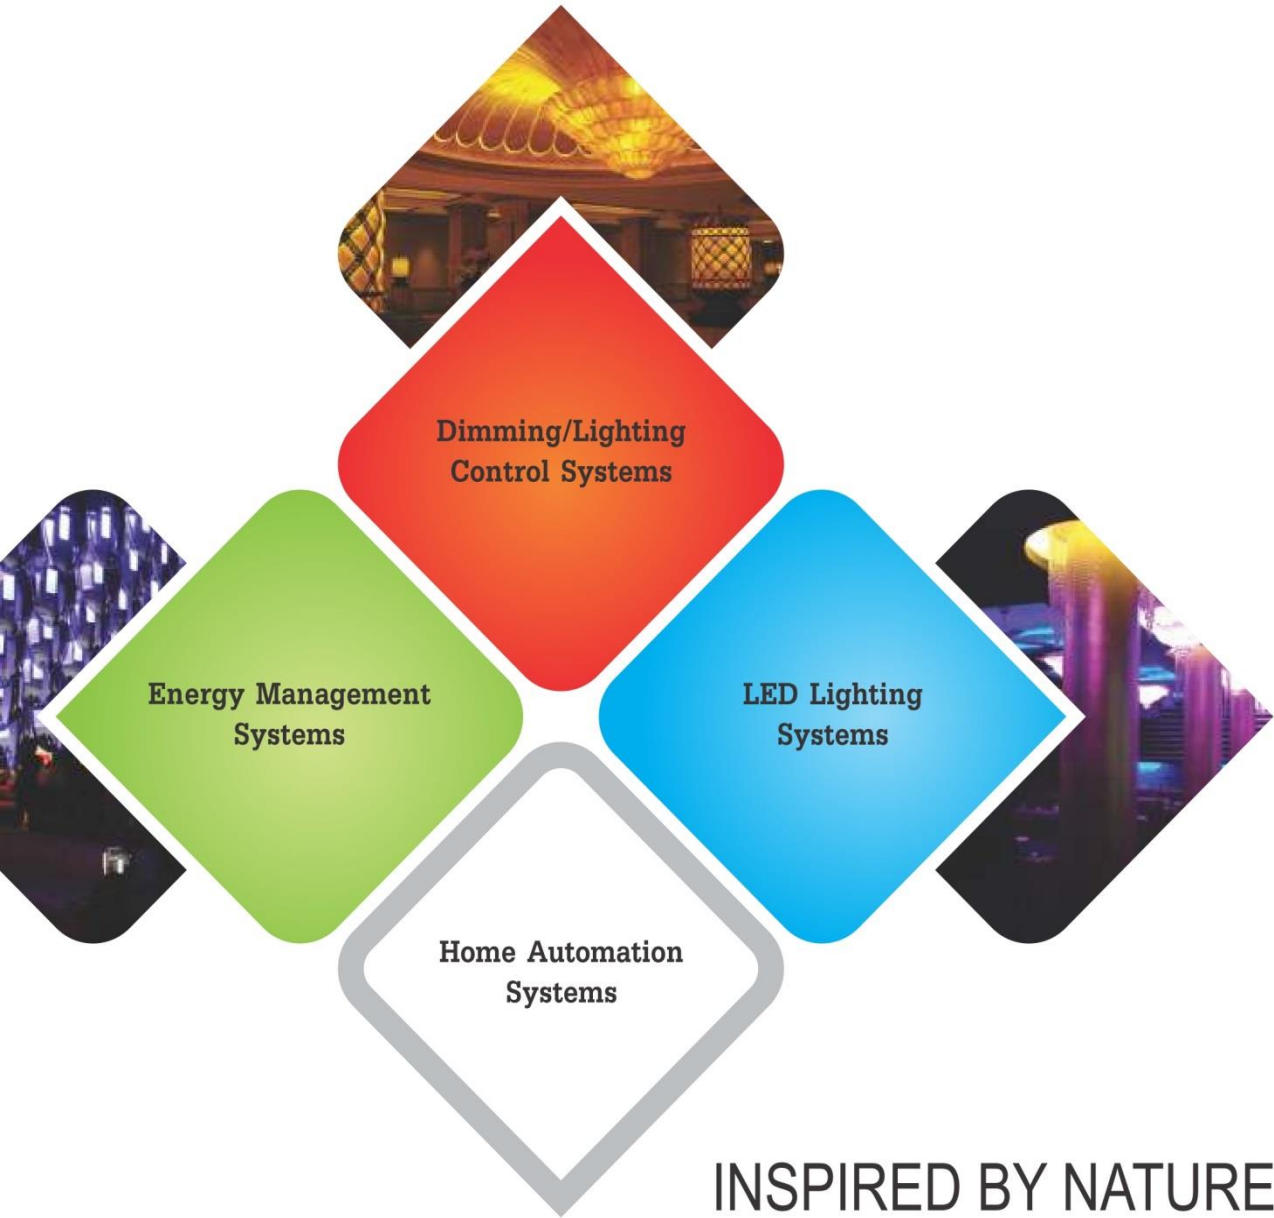 Dimming/Lighting
Control Systems
Energy Management
Systems
LED Lighting
Systems
Home Automation
Systems
INSPIRED BY NATURE